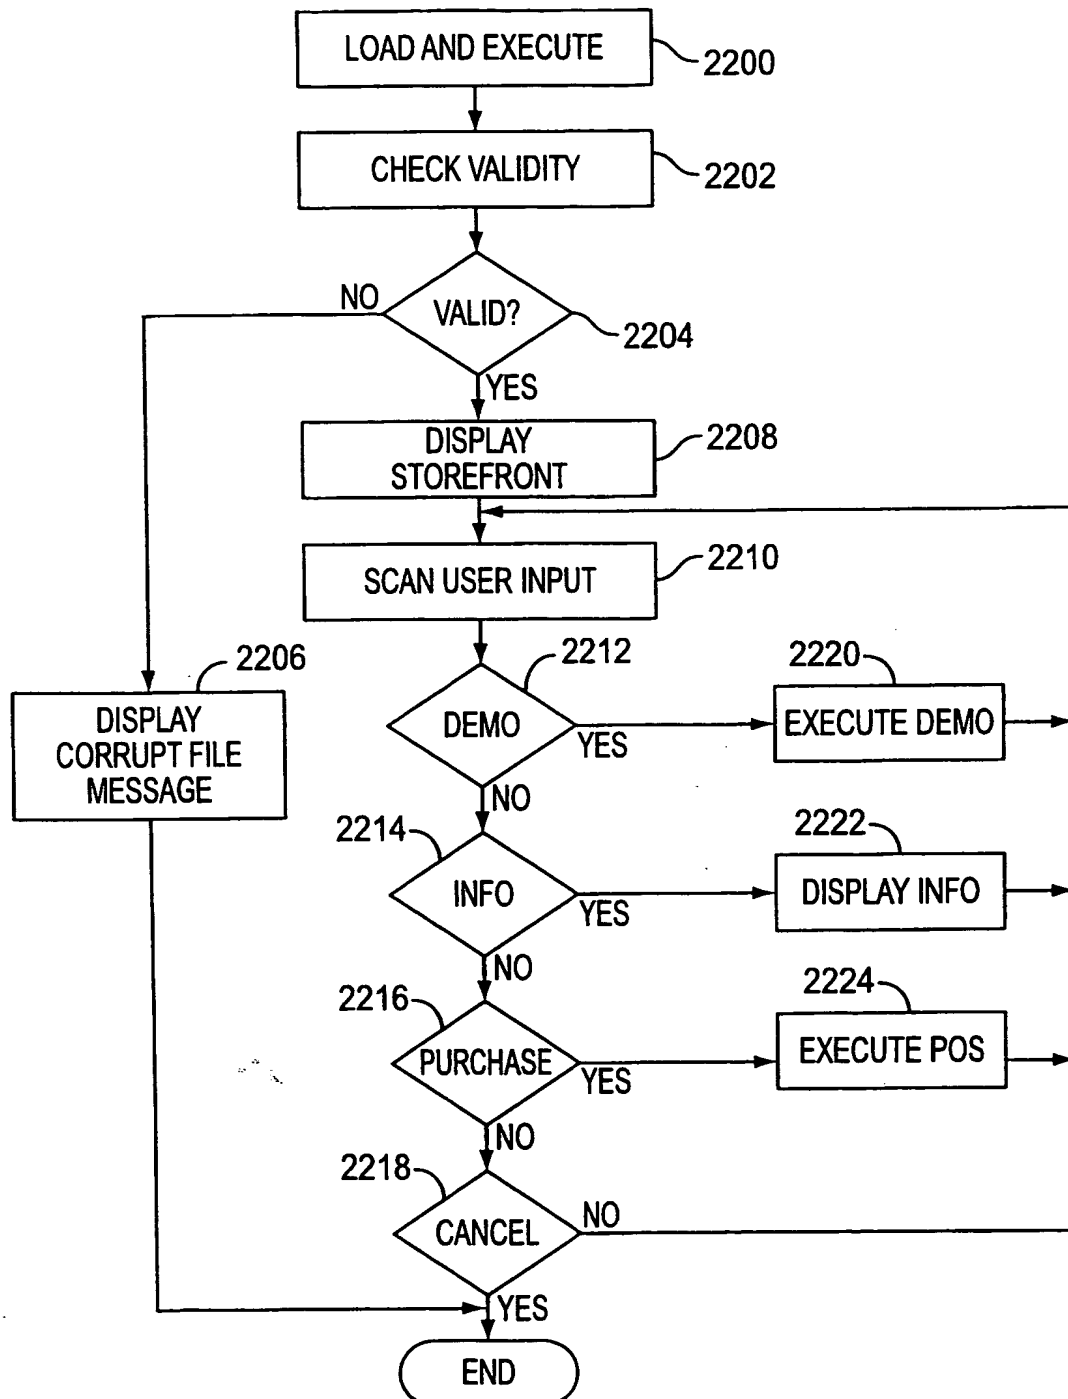 LOAD AND EXECUTE
2200
CHECK VALIDITY
2202
NO
VALID?
2204
YES
DISPLAY
STOREFRONT
2208
SCAN USER INPUT
2210
2206
DISPLAY
CORRUPT FILE
MESSAGE
2212
DEMO
YES
2220
EXECUTE DEMO
NO
2214
INFO
YES
2222
DISPLAY INFO
NO
2216
PURCHASE
YES
2224
EXECUTE POS
NO
2218
CANCEL
NO
YES
END